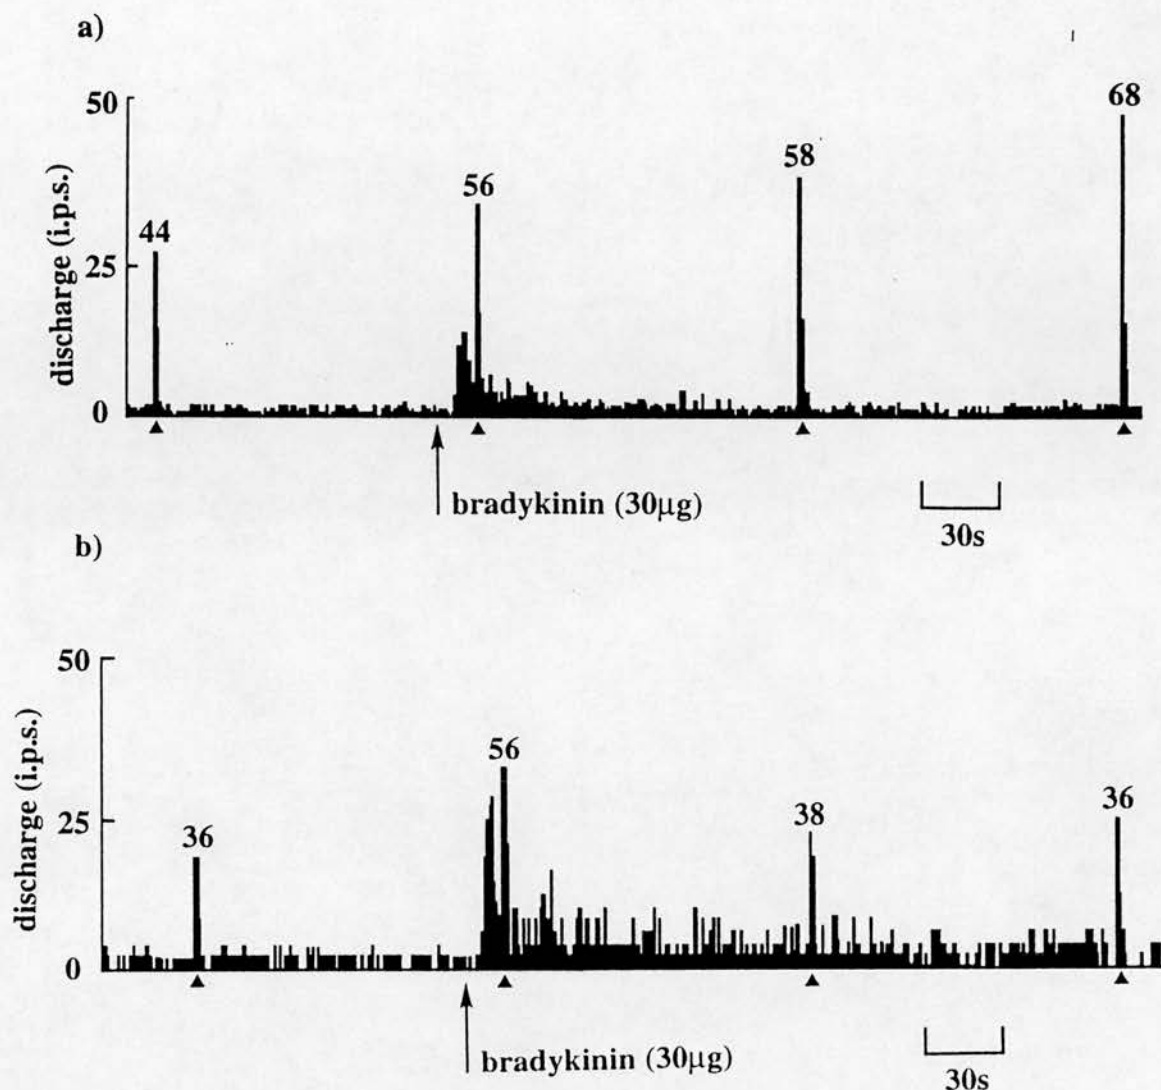 a)
50
68
58
56
44
25
discharge (i.p.s.)
0
bradykinin (30µg)
30s
b)
50
56
38
36
36
25
discharge (i.p.s.)
0
bradykinin (30µg)
30s